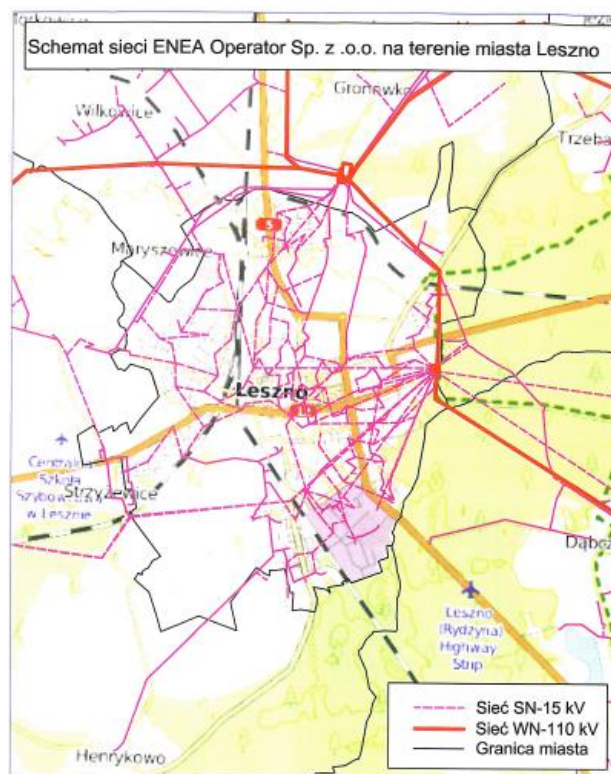 Schemat sieci ENEA Operator Sp. z .o.o. na terenie miasta Leszno
Gronówko
Wilkowice
Trzeba
5
Maryszewice
Leszno
Centralna
Szkoła
Szybowcowa
w Lesznie
Strzyżewice
Dąbcz
Leszno
(Rydzyna)
Highway
Strip
Sieć SN-15 kV
Sieć WN-110 kV
Granica miasta
Henrykowo